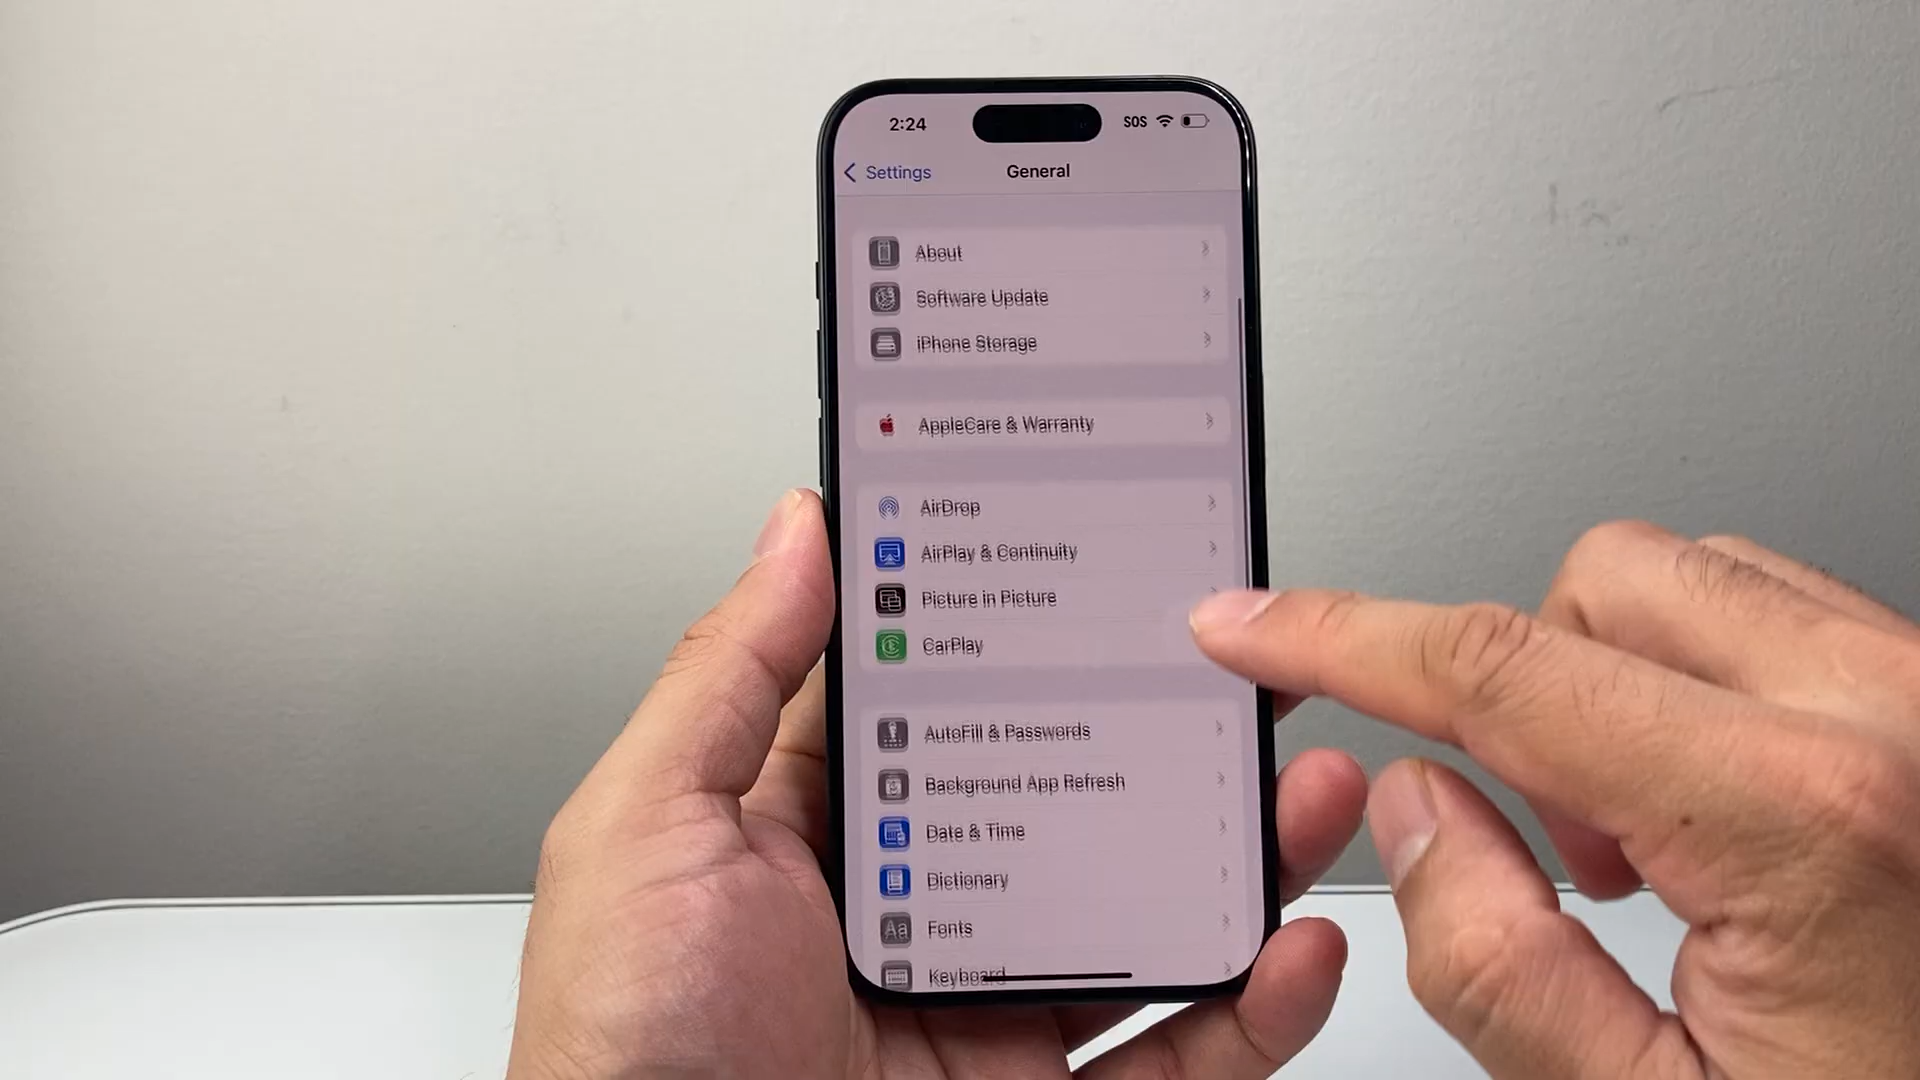 2:24
SOS
Settings
General
About
Software Update
iPhone Storage
AppleCare & Warranty
AirDrop
AirPlay & Continuity
Picture in Picture
CarPlay
AutoFill & Passwords
Background App Refresh
Date & Time
Dictionary
Aa Fonts
Keyboard